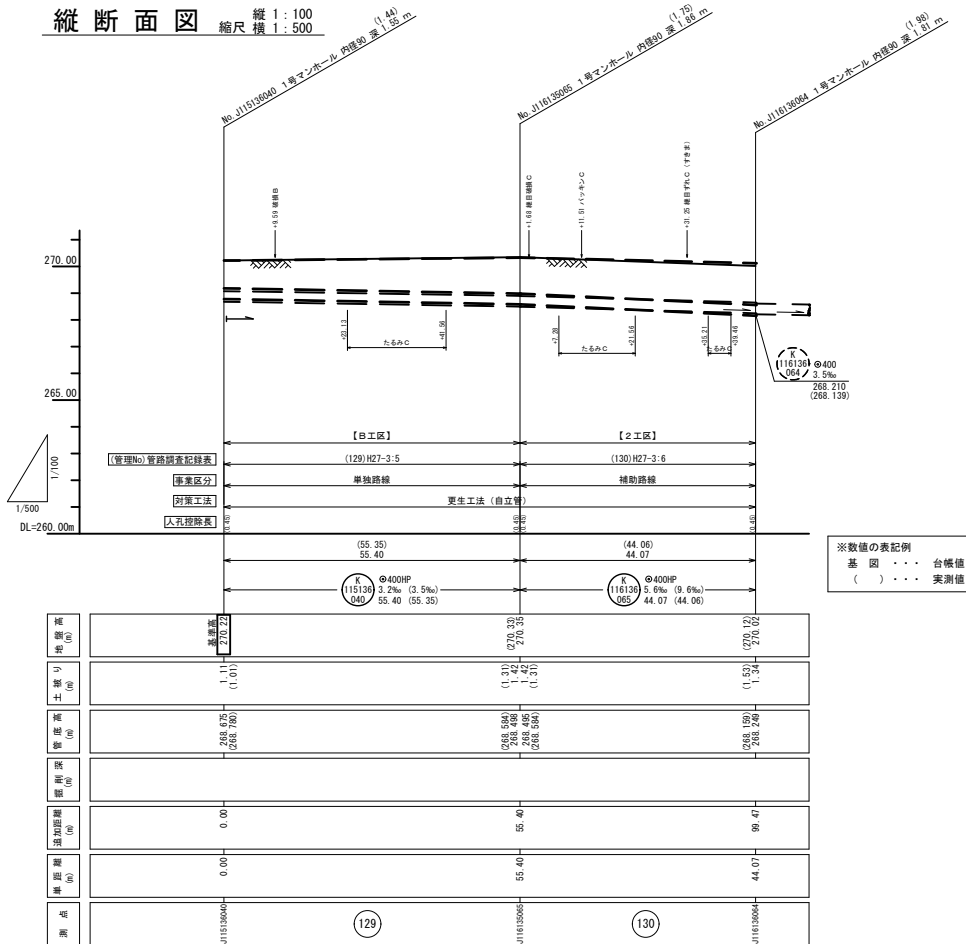 縦断面図
縮尺 縦 1:100
横 1:500
(1.44)
No.J115136040 1号マンホール 内径90 深 1.55 m
(1.75)
No.J116135065 1号マンホール 内径90 深 1.86 m
(1.98)
No.J116136064 1号マンホール 内径90 深 1.81 m
+9.59 破損B
+1.68 継目破損C
+11.51 パッキンC
+31.25 継目ずれC (すきま)
270.00
265.00
DL=260.00m
1/100
1/500
+23.13
たるみC
+41.56
+7.28
たるみC
+21.56
+35.21
たるみC
+39.46
K
116136
064
◎400
3.5‰
268.210
(268.139)
【B工区】
【2工区】
(管理No)管路調査記録表
(129)H27-3:5
(130)H27-3:6
事業区分
単独路線
補助路線
対策工法
更生工法 (自立管)
人孔控除長
(0.45)
(0.45)
(0.45)
(0.45)
(55.35)
55.40
(44.06)
44.07
K
115136
040
◎400HP
3.2‰ (3.5‰)
55.40 (55.35)
K
116136
065
◎400HP
5.6‰ (9.6‰)
44.07 (44.06)
※数値の表記例
基 図 ・・・ 台帳値
( ) ・・・ 実測値
地盤高 (m)
基準高
270.22
(270.33)
270.35
(270.12)
270.02
土被り (m)
1.11
(1.01)
(1.31)
1.42
1.42
(1.31)
(1.53)
1.34
管底高 (m)
268.675
(268.780)
(268.584)
268.498
268.495
(268.584)
(268.159)
268.249
掘削深 (m)
追加距離 (m)
0.00
55.40
99.47
単距離 (m)
0.00
55.40
44.07
測点
J115136040
129
J116135065
130
J116136064